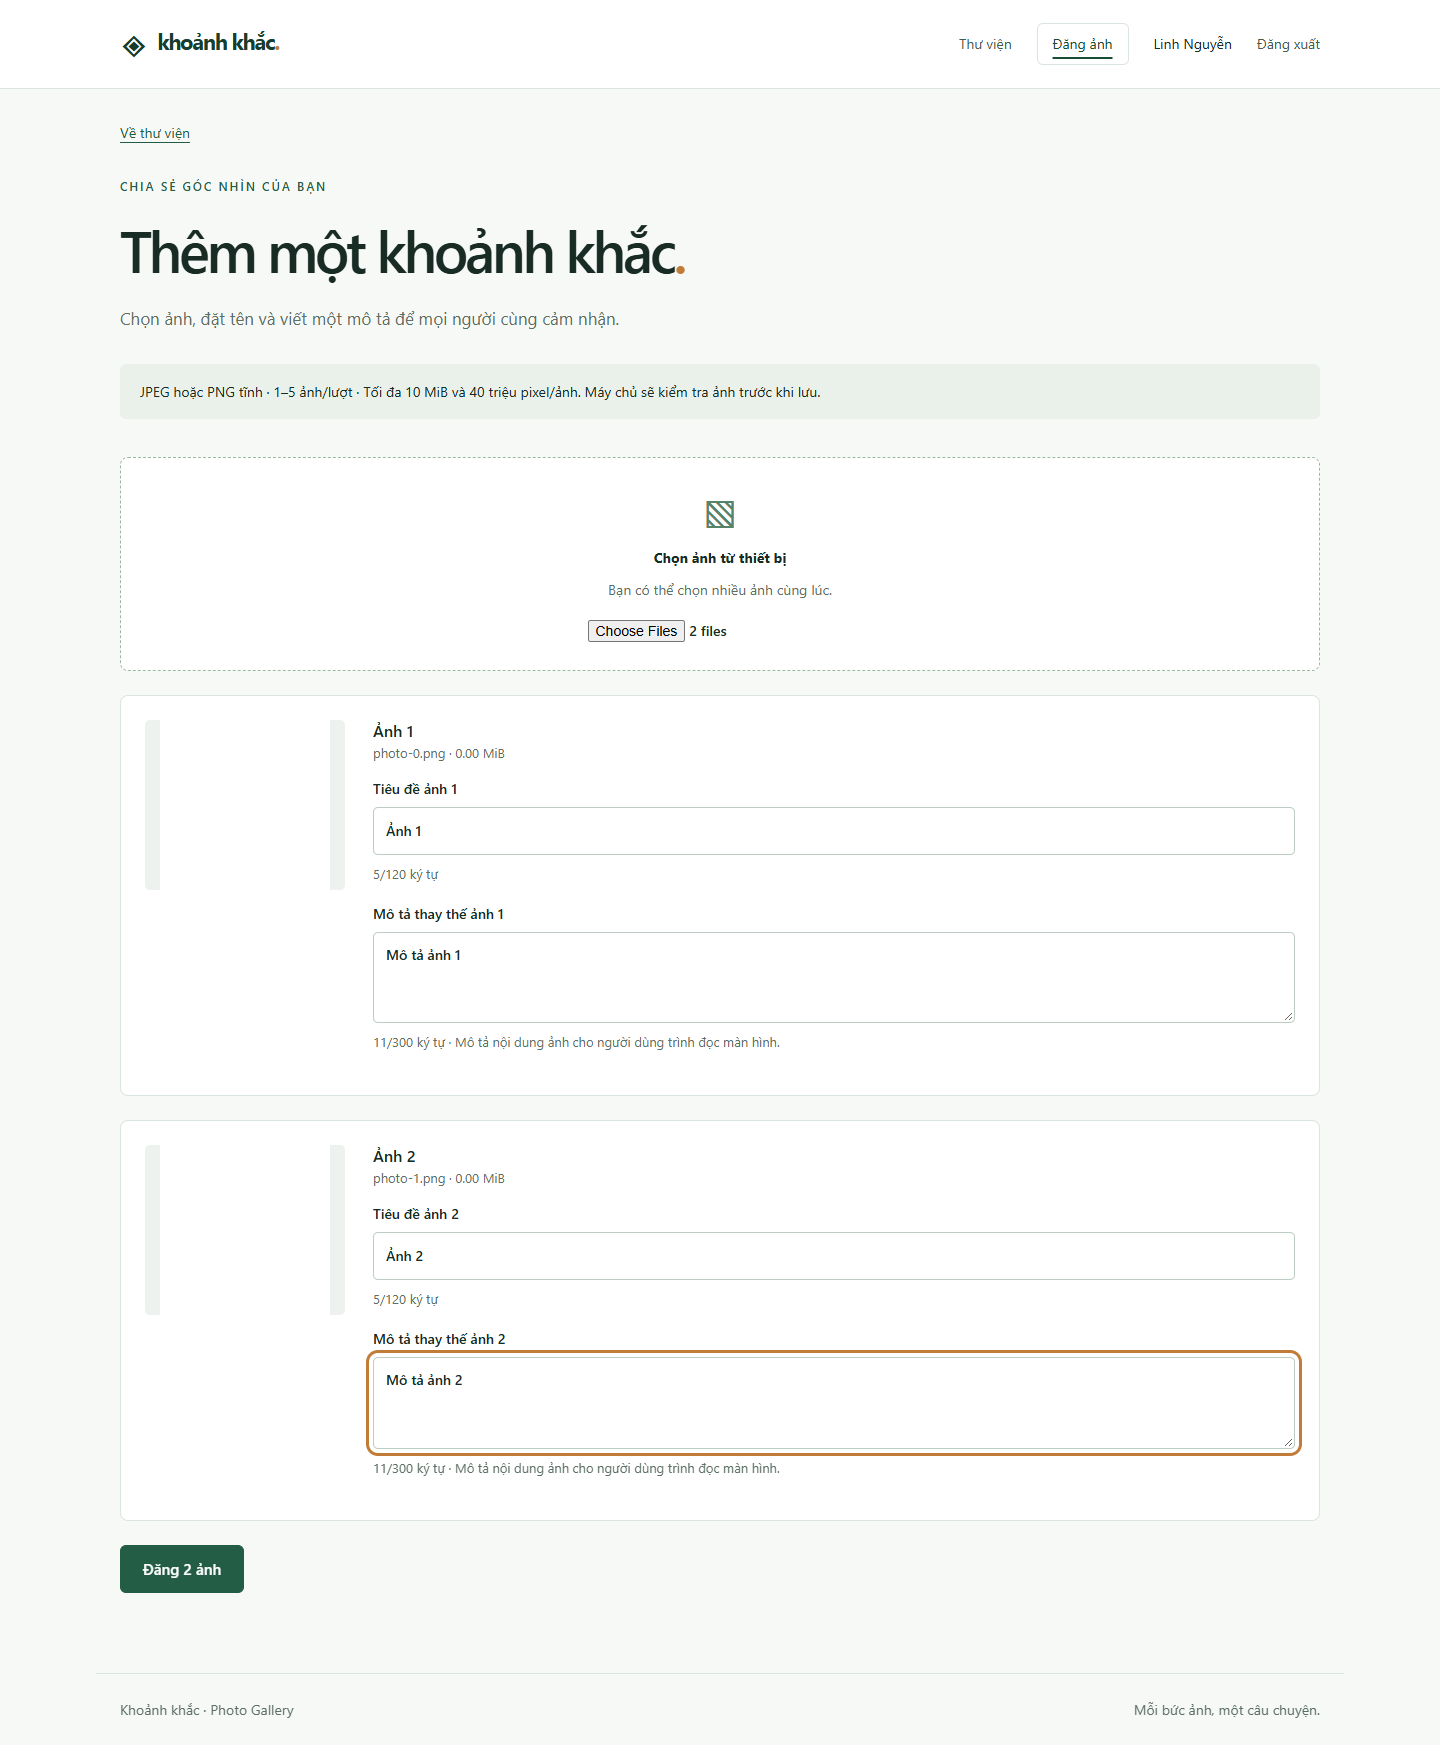 khoảnh khắc.
Thư viện
Đăng ảnh
Linh Nguyễn
Đăng xuất
Về thư viện
CHIA SẺ GÓC NHÌN CỦA BẠN
Thêm một khoảnh khắc.
Chọn ảnh, đặt tên và viết một mô tả để mọi người cùng cảm nhận.
JPEG hoặc PNG tĩnh · 1–5 ảnh/lượt · Tối đa 10 MiB và 40 triệu pixel/ảnh. Máy chủ sẽ kiểm tra ảnh trước khi lưu.
Chọn ảnh từ thiết bị
Bạn có thể chọn nhiều ảnh cùng lúc.
Choose Files 2 files
Ảnh 1
photo-0.png · 0.00 MiB
Tiêu đề ảnh 1
Ảnh 1
5/120 ký tự
Mô tả thay thế ảnh 1
Mô tả ảnh 1
11/300 ký tự · Mô tả nội dung ảnh cho người dùng trình đọc màn hình.
Ảnh 2
photo-1.png · 0.00 MiB
Tiêu đề ảnh 2
Ảnh 2
5/120 ký tự
Mô tả thay thế ảnh 2
Mô tả ảnh 2
11/300 ký tự · Mô tả nội dung ảnh cho người dùng trình đọc màn hình.
Đăng 2 ảnh
Khoảnh khắc · Photo Gallery
Mỗi bức ảnh, một câu chuyện.